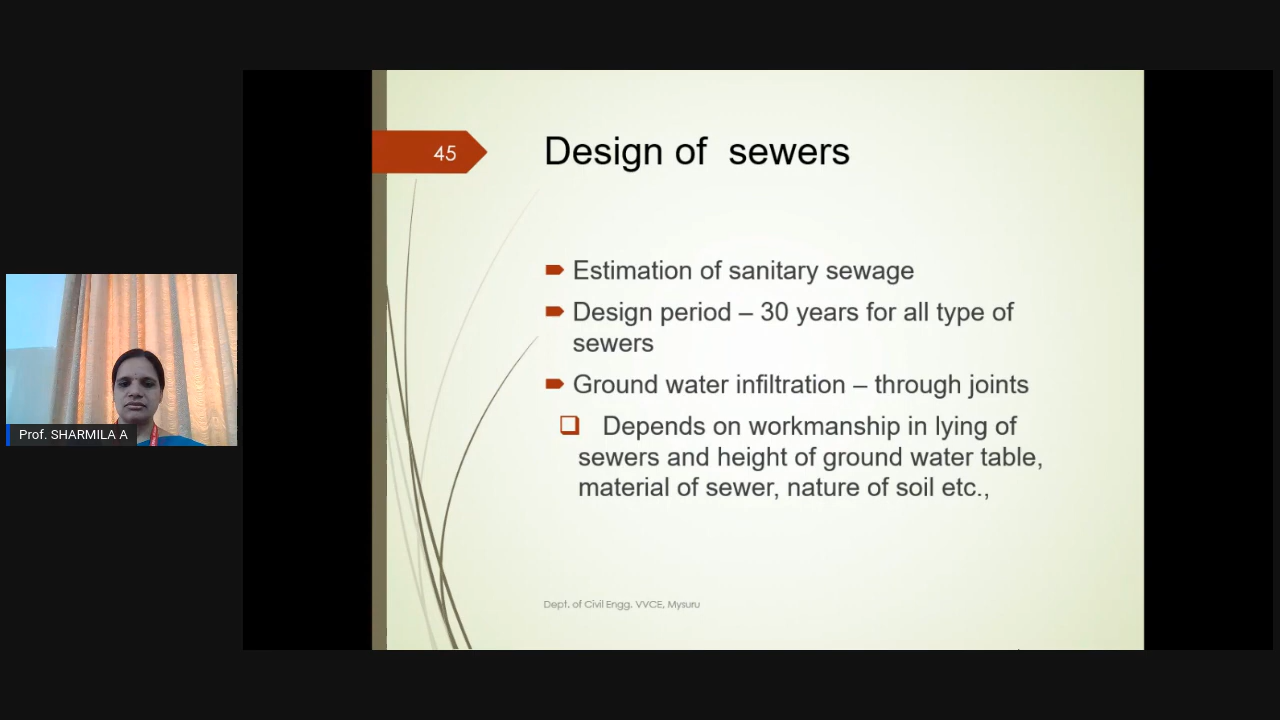 45
Design of sewers
Estimation of sanitary sewage
Design period – 30 years for all type of
sewers
Ground water infiltration – through joints
Depends on workmanship in lying of
sewers and height of ground water table,
material of sewer, nature of soil etc.,
Prof. SHARMILA A
Dept. of Civil Engg. VVCE, Mysuru